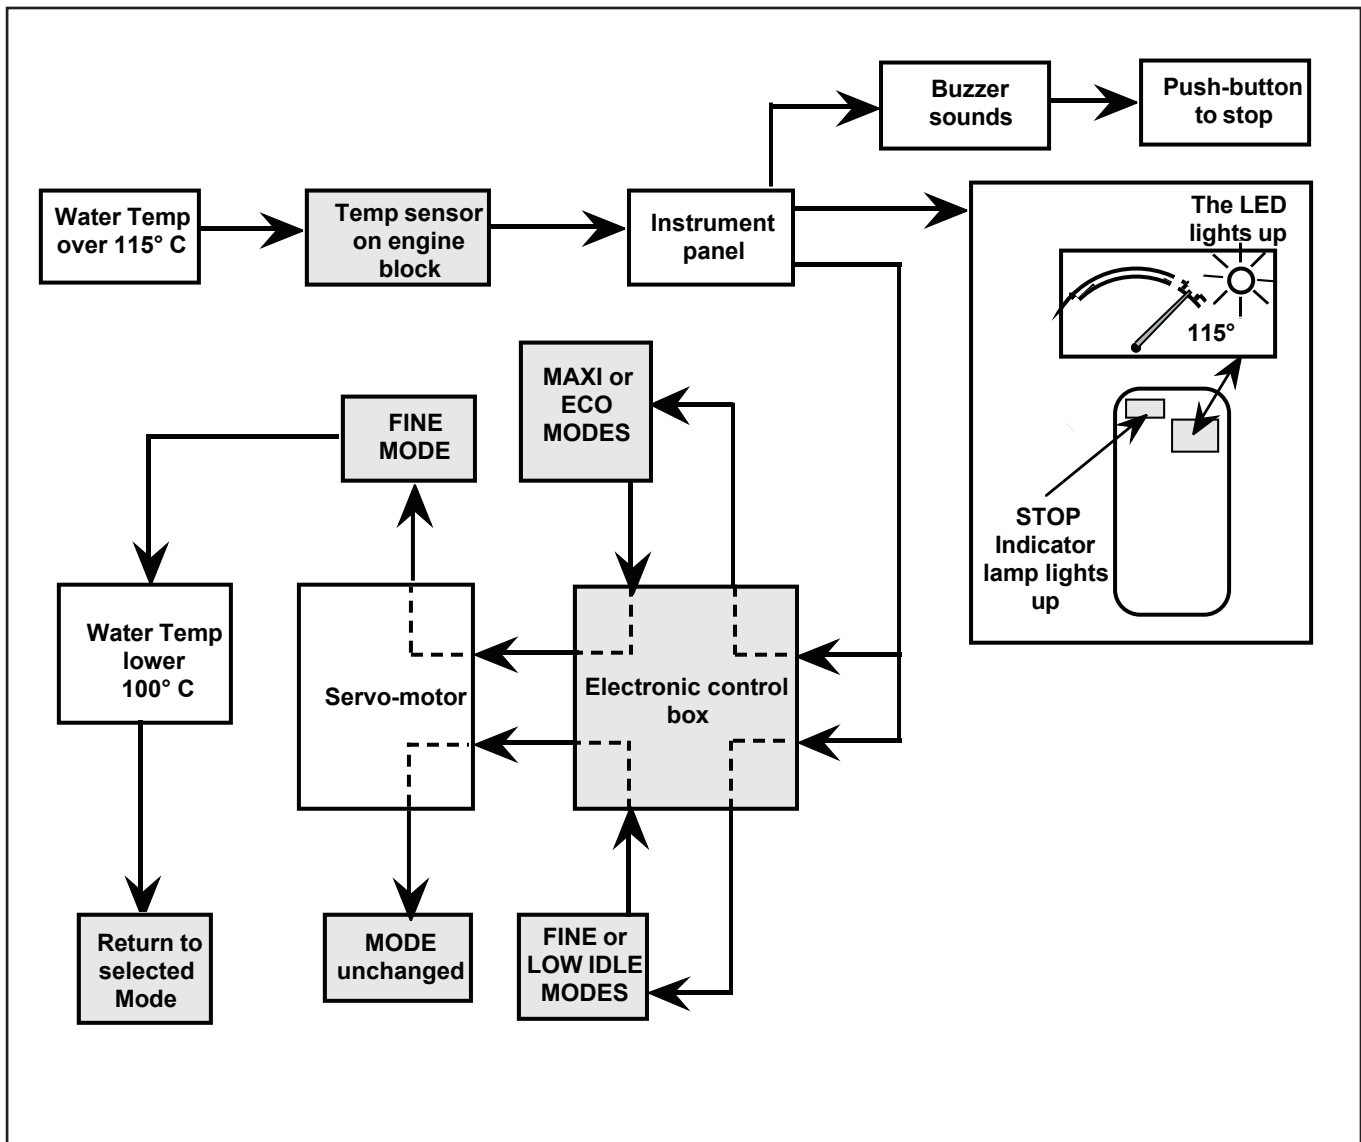 Buzzer
sounds
Push-button
to stop
Water Temp
over 115° C
Temp sensor
on engine
block
Instrument
panel
The LED
lights up
115°
STOP
Indicator
lamp lights
up
MAXI or
ECO
MODES
FINE
MODE
Water Temp
lower
100° C
Servo-motor
Electronic control
box
Return to
selected
Mode
MODE
unchanged
FINE or
LOW IDLE
MODES